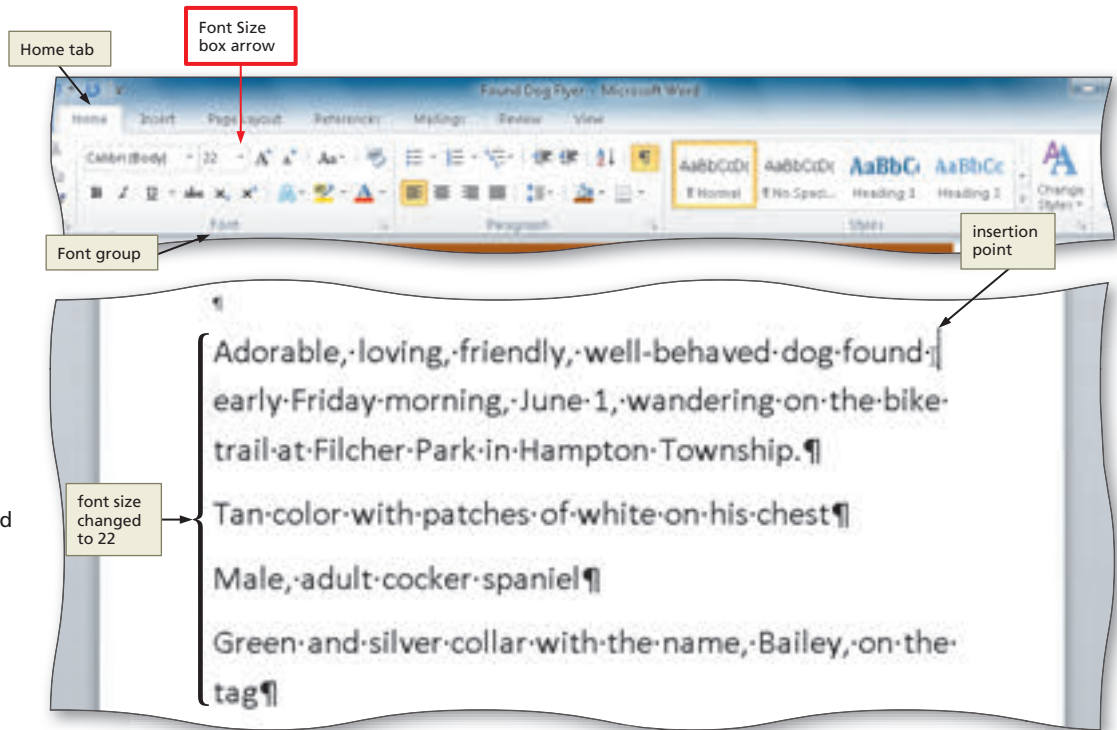 Font Size
box arrow
Home tab
Found Dog Flyer - Microsoft Word
Home Insert Page Layout References Mailings Review View
Calibri (Body) 22 A A Aa
B I U abc x, x² A
AaBbCcDc AaBbCcDc AaBbC AaBbCc
¶ Normal ¶ No Spaci... Heading 1 Heading 2 Change
Styles
Font Paragraph Styles
Font group
insertion
point
¶
Adorable,·loving,·friendly,·well-behaved·dog·found·
early·Friday·morning,·June·1,·wandering·on·the·bike·
trail·at·Filcher·Park·in·Hampton·Township.¶
font size
changed
to 22
d
Tan·color·with·patches·of·white·on·his·chest¶
Male,·adult·cocker·spaniel¶
Green·and·silver·collar·with·the·name,·Bailey,·on·the·
tag¶